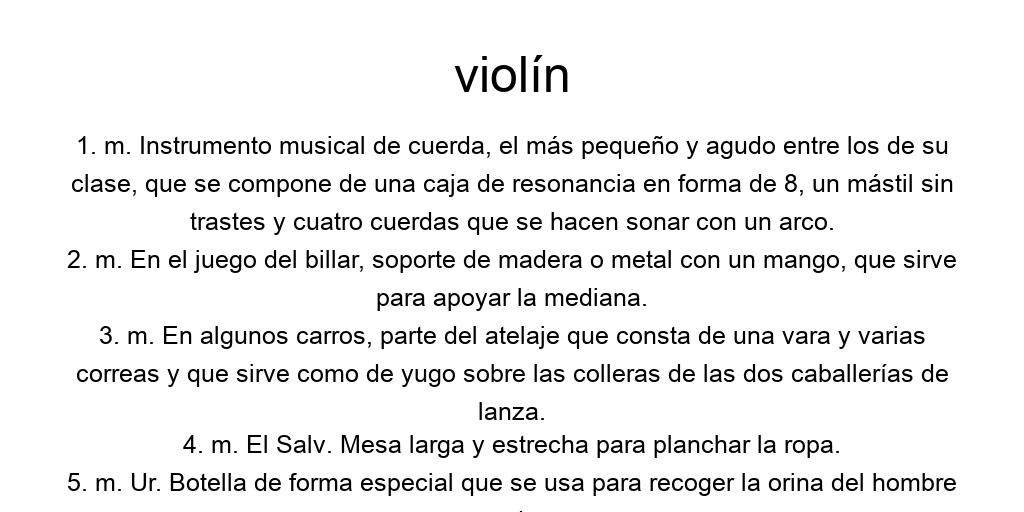 violín
1. m. Instrumento musical de cuerda, el más pequeño y agudo entre los de su
clase, que se compone de una caja de resonancia en forma de 8, un mástil sin
trastes y cuatro cuerdas que se hacen sonar con un arco.
2. m. En el juego del billar, soporte de madera o metal con un mango, que sirve
para apoyar la mediana.
3. m. En algunos carros, parte del atelaje que consta de una vara y varias
correas y que sirve como de yugo sobre las colleras de las dos caballerías de
lanza.
4. m. El Salv. Mesa larga y estrecha para planchar la ropa.
5. m. Ur. Botella de forma especial que se usa para recoger la orina del hombre